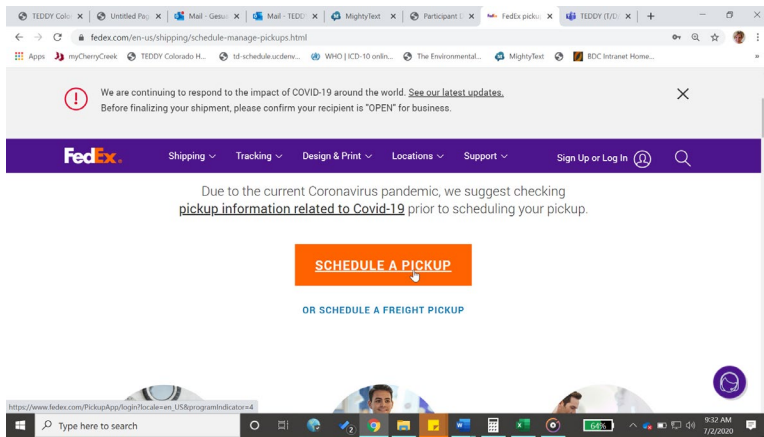 TEDDY Colo
Untitled Pag
Mail - Gesua
Mail - TEDD
MightyText
Participant D
FedEx picku
TEDDY (T/D
fedex.com/en-us/shipping/schedule-manage-pickups.html
Apps
myCherryCreek
TEDDY Colorado H...
td-schedule.ucdenv...
WHO | ICD-10 onlin...
The Environmental...
MightyText
BDC Intranet Home...
We are continuing to respond to the impact of COVID-19 around the world. See our latest updates.
Before finalizing your shipment, please confirm your recipient is "OPEN" for business.
FedEx.
Shipping
Tracking
Design & Print
Locations
Support
Sign Up or Log In
Due to the current Coronavirus pandemic, we suggest checking
pickup information related to Covid-19 prior to scheduling your pickup.
SCHEDULE A PICKUP
OR SCHEDULE A FREIGHT PICKUP
https://www.fedex.com/PickupApp/login?locale=en_US&programIndicator=4
Type here to search
64%
9:32 AM
7/2/2020